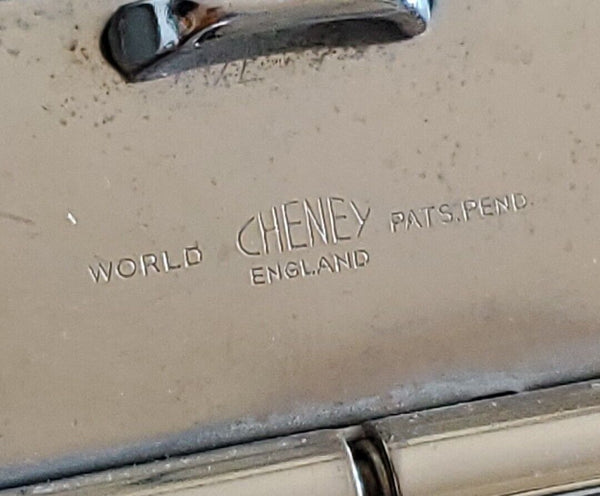 WORLD CHENEY PATS. PEND.
ENGLAND